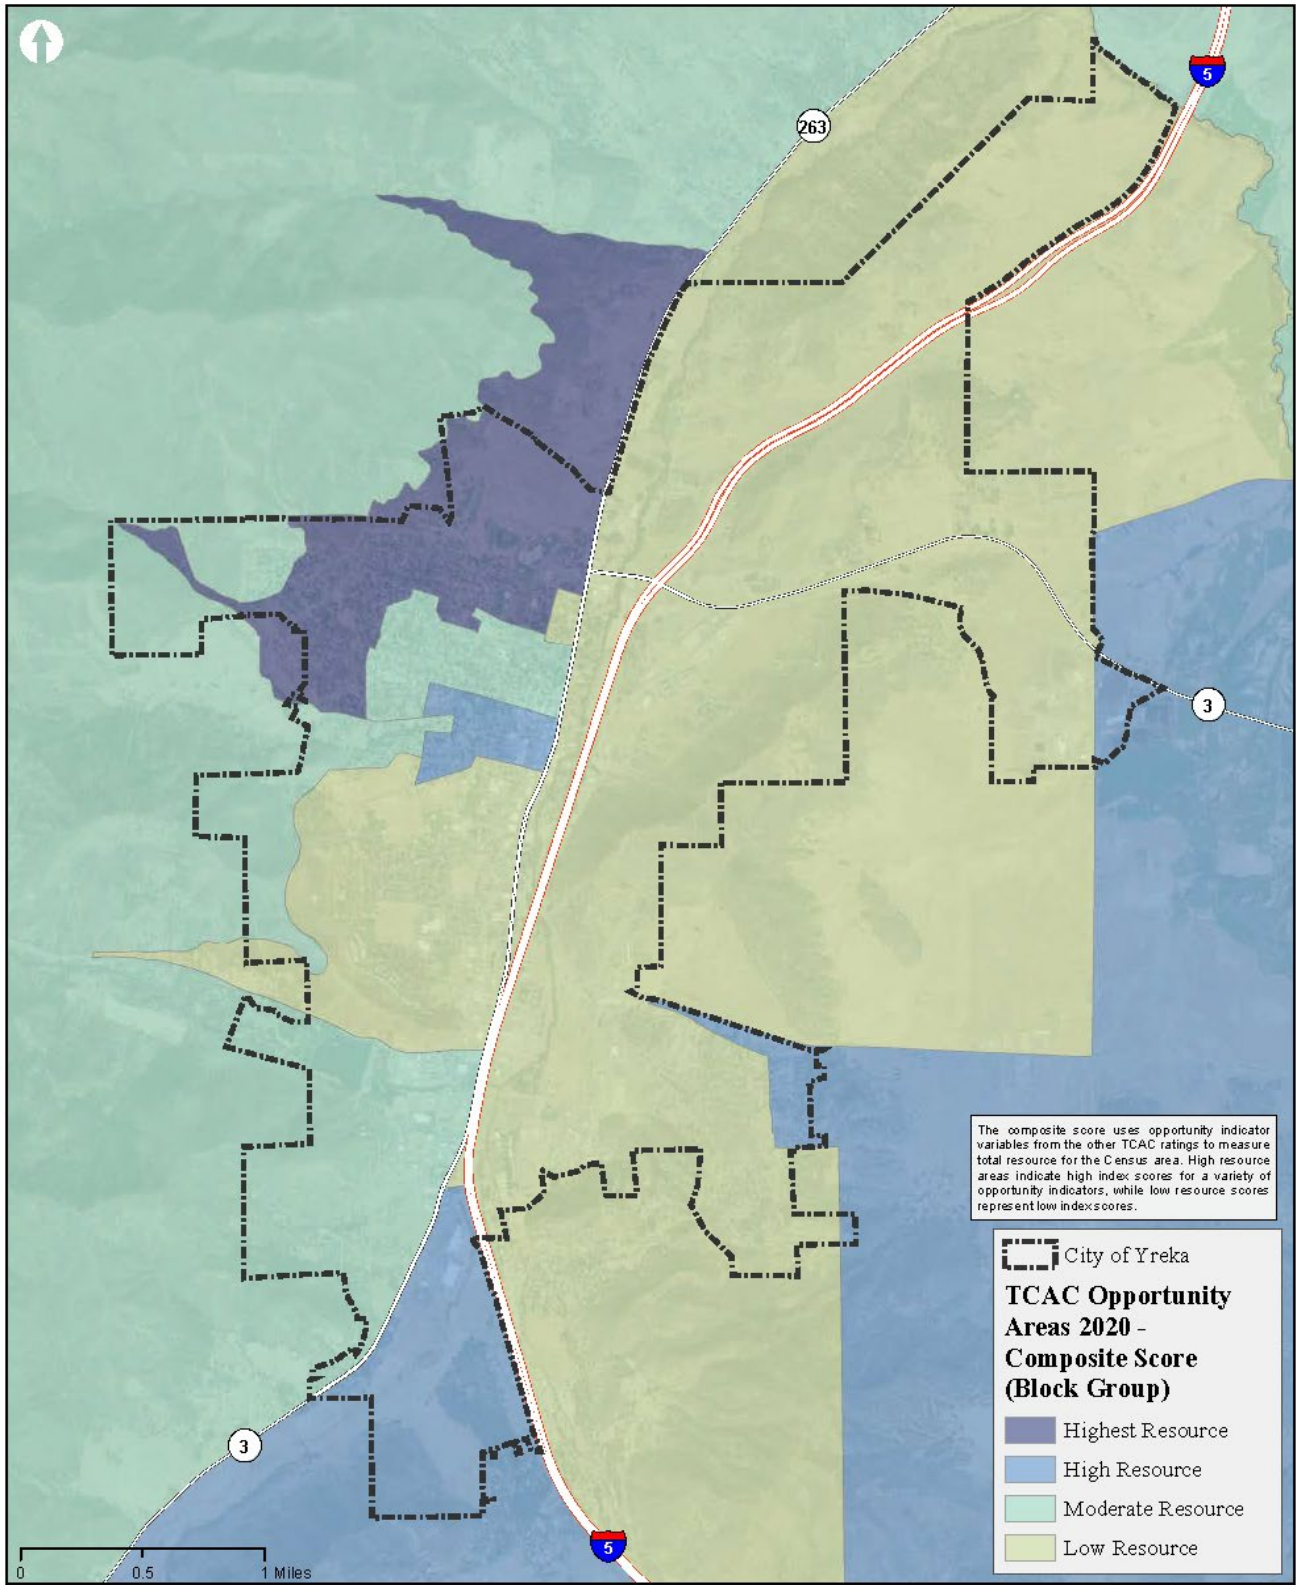 5
263
3
The composite score uses opportunity indicator
variables from the other TCAC ratings to measure
total resource for the Census area. High resource
areas indicate high index scores for a variety of
opportunity indicators, while low resource scores
represent low index scores.
City of Yreka
TCAC Opportunity
Areas 2020 -
Composite Score
(Block Group)
Highest Resource
High Resource
Moderate Resource
Low Resource
3
5
0 0.5 1 Miles